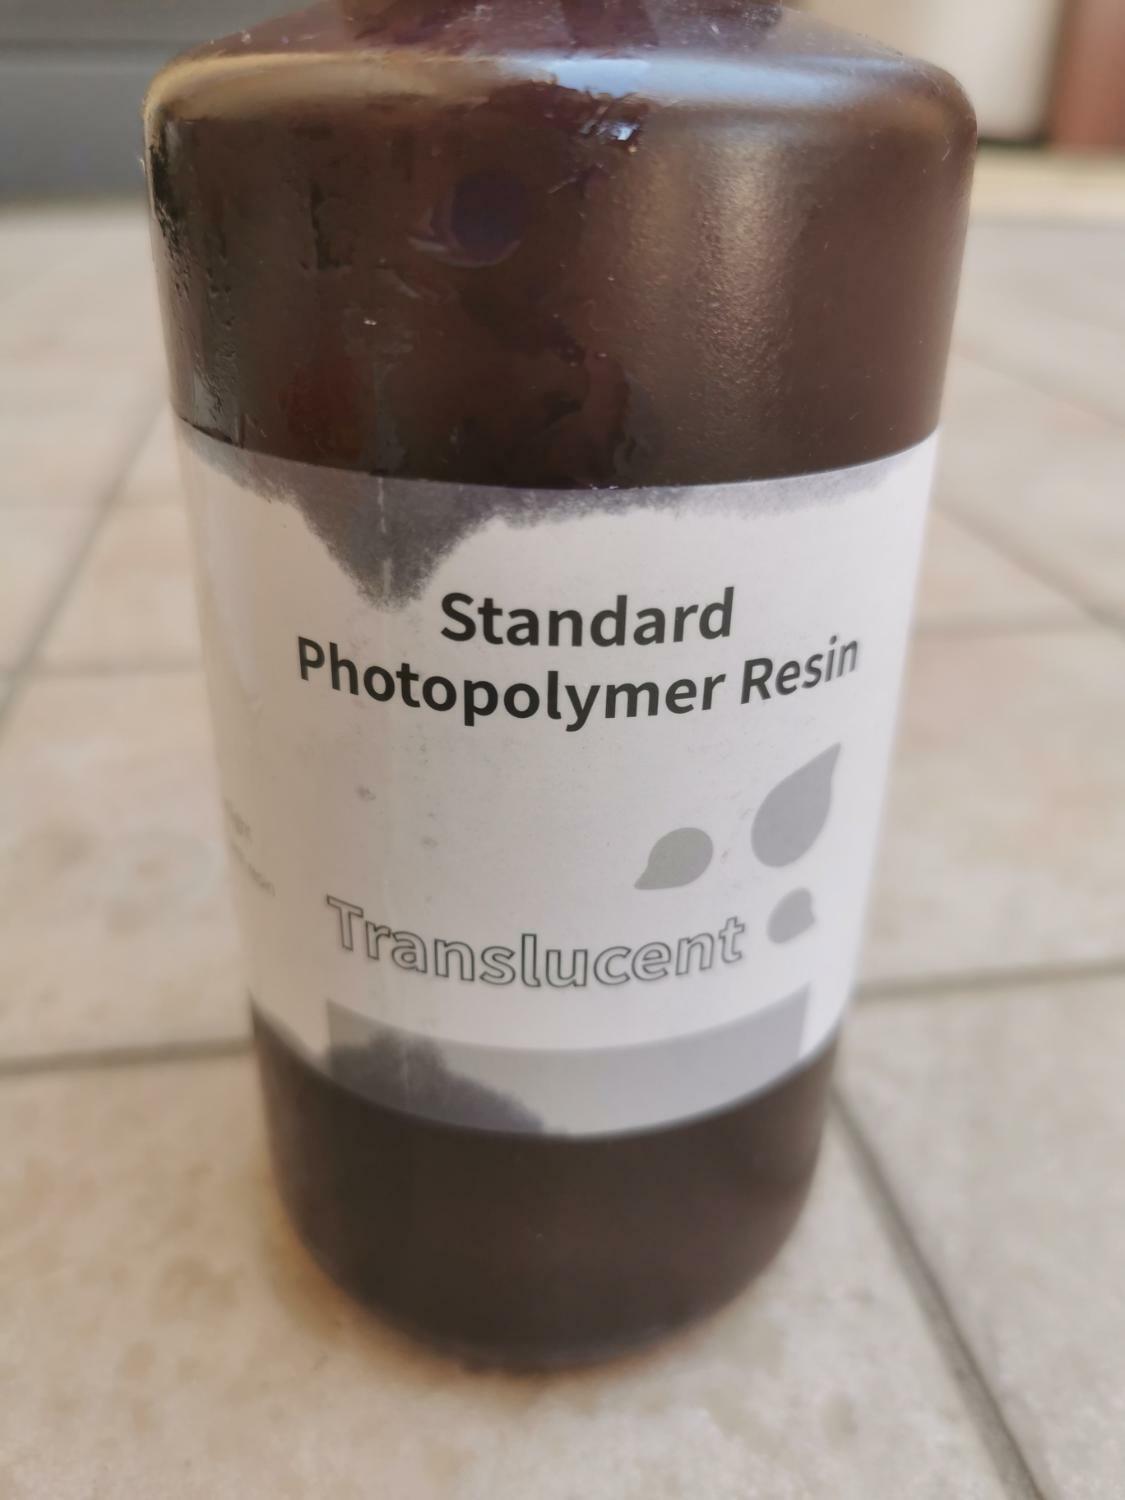 Standard
Photopolymer Resin
Translucent